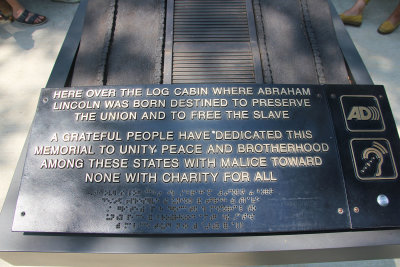 HERE OVER THE LOG CABIN WHERE ABRAHAM
LINCOLN WAS BORN DESTINED TO PRESERVE
THE UNION AND TO FREE THE SLAVE
A GRATEFUL PEOPLE HAVE DEDICATED THIS
MEMORIAL TO UNITY PEACE AND BROTHERHOOD
AMONG THESE STATES WITH MALICE TOWARD
NONE WITH CHARITY FOR ALL
AD